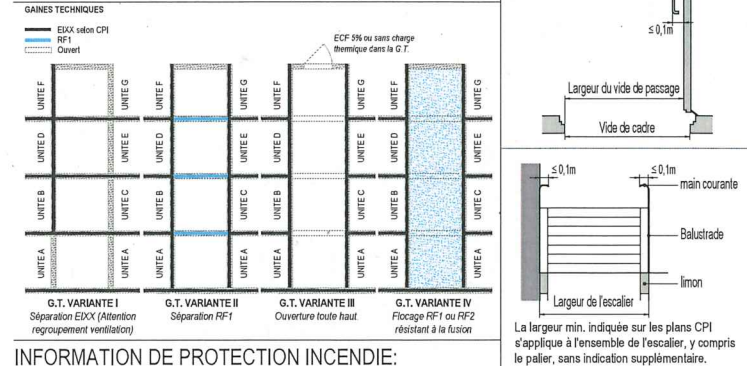 GAINES TECHNIQUES
EIXX selon CPI
RF1
Ouvert
ECF 5% ou sans charge
thermique dans la G.T.
UNITE F
UNITE G
UNITE F
UNITE G
UNITE F
UNITE G
UNITE F
UNITE G
UNITE D
UNITE E
UNITE D
UNITE E
UNITE D
UNITE E
UNITE D
UNITE E
UNITE B
UNITE C
UNITE B
UNITE C
UNITE B
UNITE C
UNITE B
UNITE C
UNITE A
UNITE A
UNITE A
UNITE A
UNITE A
UNITE A
UNITE A
UNITE A
G.T. VARIANTE I
Séparation EIXX (Attention
regroupement ventilation)
G.T. VARIANTE II
Séparation RF1
G.T. VARIANTE III
Ouverture toute haut
G.T. VARIANTE IV
Flocage RF1 ou RF2
résistant à la fusion
INFORMATION DE PROTECTION INCENDIE:
≤ 0,1m
Largeur du vide de passage
Vide de cadre
≤ 0,1m
≤ 0,1m
main courante
Balustrade
limon
Largeur de l'escalier
La largeur min. indiquée sur les plans CPI
s'applique à l'ensemble de l'escalier, y compris
le palier, sans indication supplémentaire.